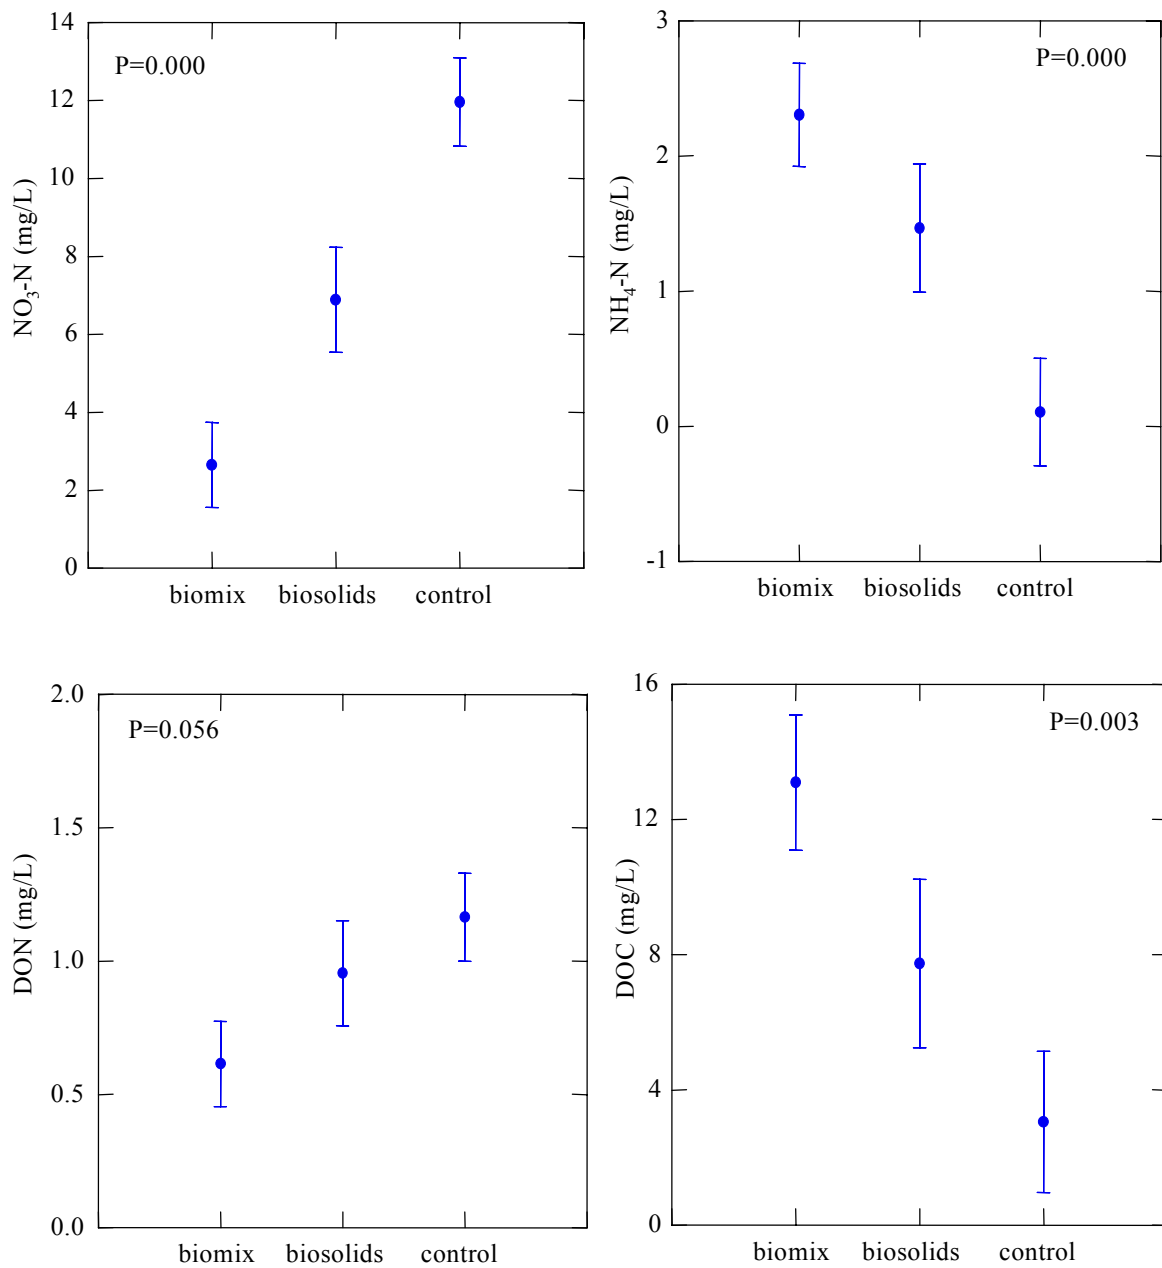 14
12
10
8
6
4
2
0
NO₃-N (mg/L)
P=0.000
biomix biosolids control
3
2
1
0
-1
NH₄-N (mg/L)
P=0.000
biomix biosolids control
2.0
1.5
1.0
0.5
0.0
DON (mg/L)
P=0.056
biomix biosolids control
16
12
8
4
0
DOC (mg/L)
P=0.003
biomix biosolids control